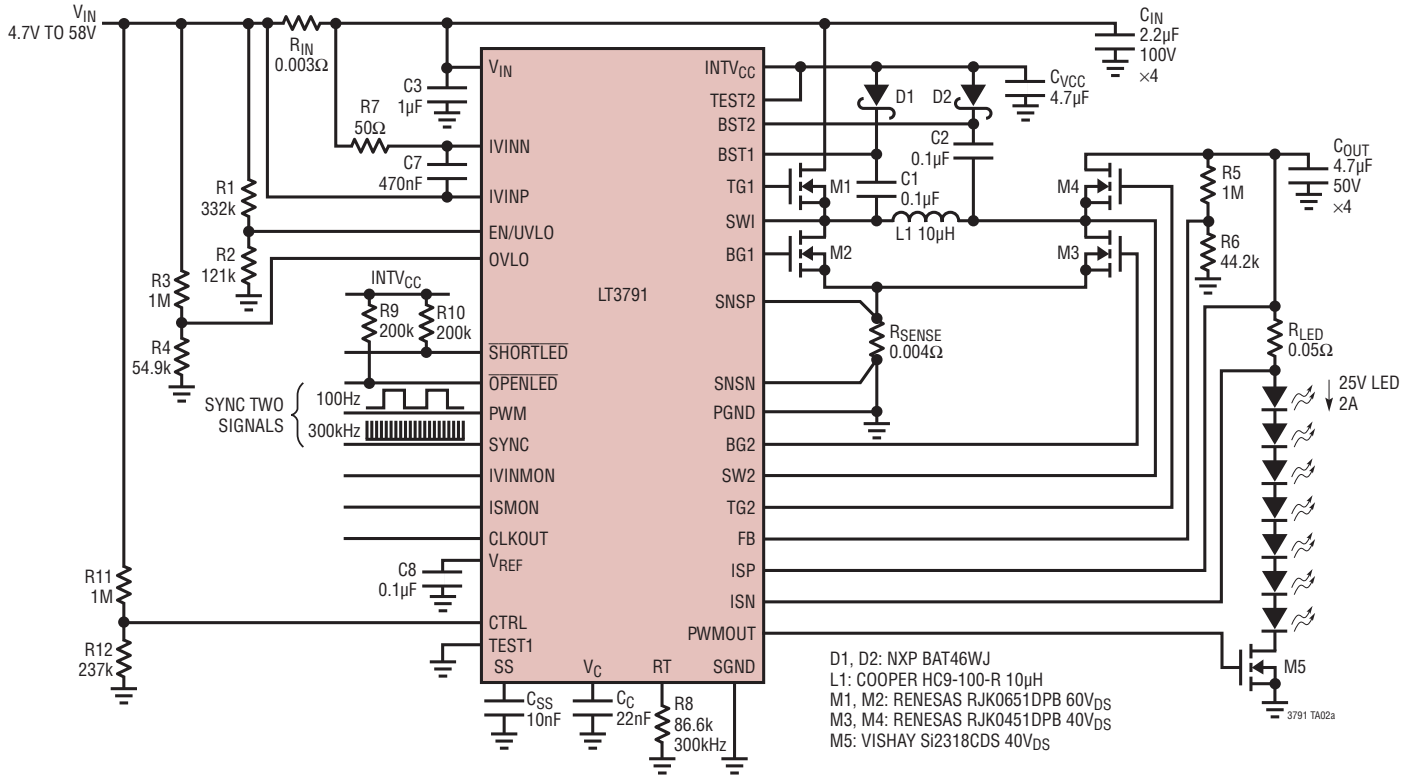 VIN
4.7V TO 58V
RIN
0.003Ω
CIN
2.2µF
100V
×4
C3
1µF
R7
50Ω
C7
470nF
R1
332k
R2
121k
R3
1M
R4
54.9k
INTVCC
R9
200k
R10
200k
SYNC TWO
SIGNALS
100Hz
300kHz
R11
1M
R12
237k
C8
0.1µF
VIN
IVINN
IVINP
EN/UVLO
OVLO
SHORTLED
OPENLED
PWM
SYNC
IVINMON
ISMON
CLKOUT
VREF
CTRL
TEST1
SS
VC
RT
SGND
LT3791
INTVCC
TEST2
BST2
BST1
TG1
SWI
BG1
SNSP
SNSN
PGND
BG2
SW2
TG2
FB
ISP
ISN
PWMOUT
CSS
10nF
CC
22nF
R8
86.6k
300kHz
D1
D2
CVCC
4.7µF
C2
0.1µF
C1
0.1µF
M1
M2
L1 10µH
M4
M3
RSENSE
0.004Ω
R5
1M
R6
44.2k
COUT
4.7µF
50V
×4
RLED
0.05Ω
25V LED
2A
M5
D1, D2: NXP BAT46WJ
L1: COOPER HC9-100-R 10µH
M1, M2: RENESAS RJK0651DPB 60VDS
M3, M4: RENESAS RJK0451DPB 40VDS
M5: VISHAY Si2318CDS 40VDS
3791 TA02a